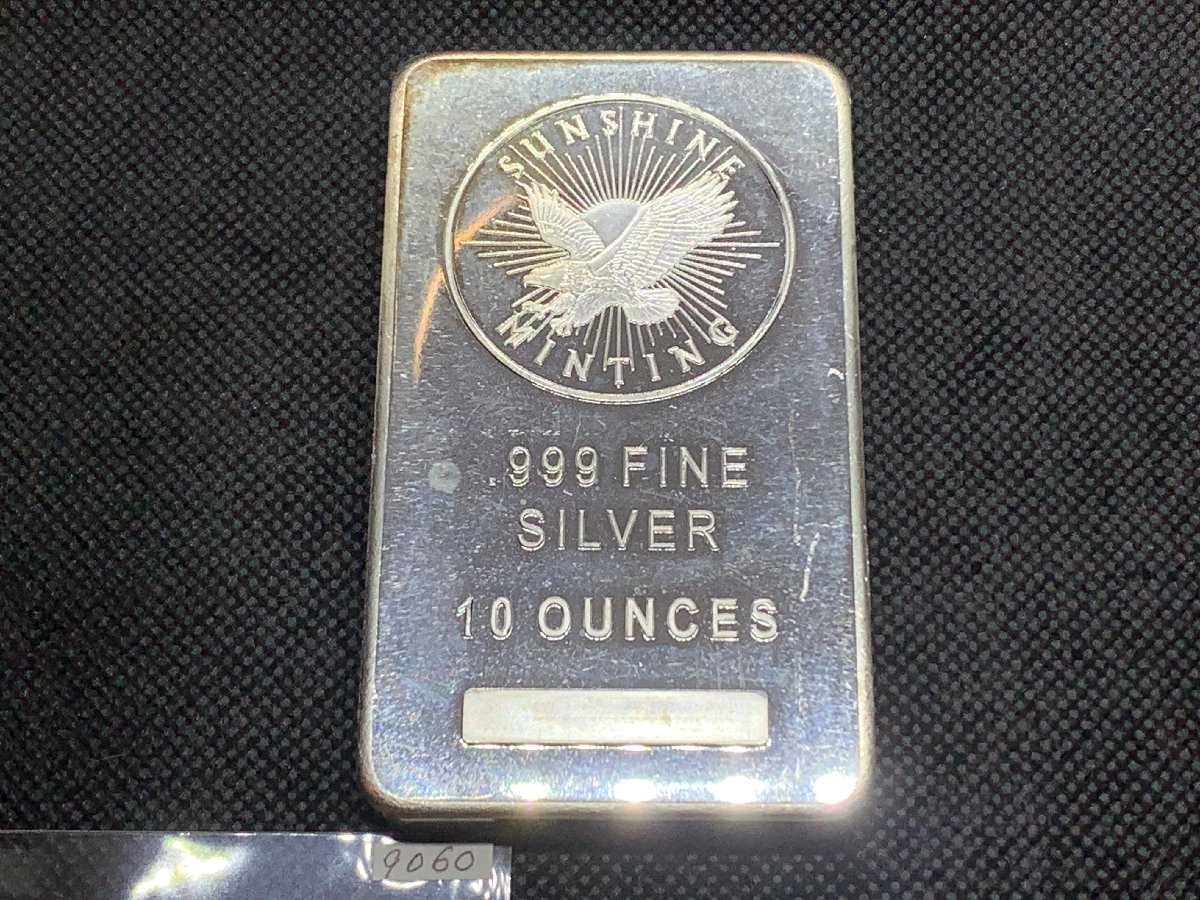 SUNSHINE
MINTING
.999 FINE
SILVER
10 OUNCES
9060